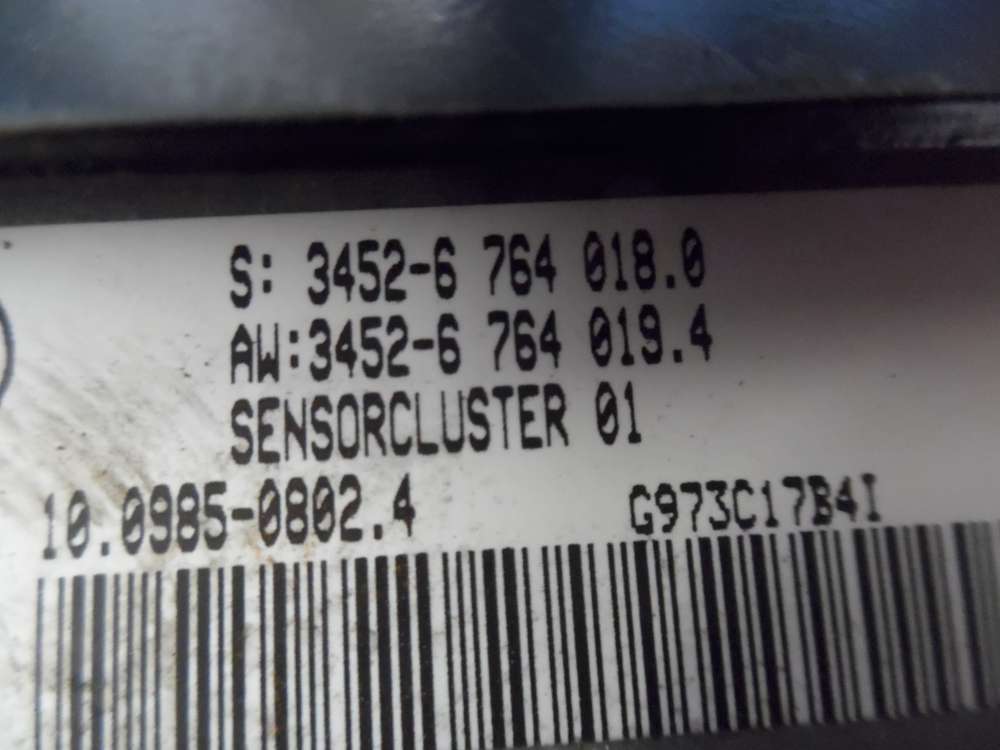 S: 3452-6 764 018.0
AW:3452-6 764 019.4
SENSORCLUSTER 01
10.0985-0802.4 G973C17B4I